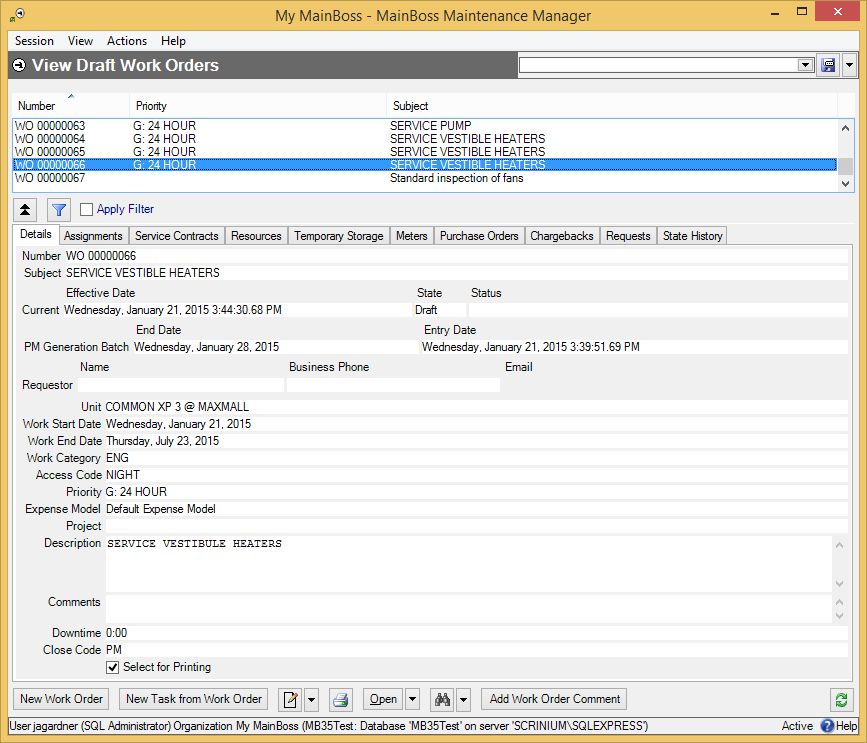 My MainBoss - MainBoss Maintenance Manager
Session View Actions Help
View Draft Work Orders
Number Priority Subject
WO 00000063 G: 24 HOUR SERVICE PUMP
WO 00000064 G: 24 HOUR SERVICE VESTIBLE HEATERS
WO 00000065 G: 24 HOUR SERVICE VESTIBLE HEATERS
WO 00000066 G: 24 HOUR SERVICE VESTIBLE HEATERS
WO 00000067 Standard inspection of fans
Apply Filter
Details Assignments Service Contracts Resources Temporary Storage Meters Purchase Orders Chargebacks Requests State History
Number WO 00000066
Subject SERVICE VESTIBLE HEATERS
Effective Date State Status
Current Wednesday, January 21, 2015 3:44:30.68 PM Draft
End Date Entry Date
PM Generation Batch Wednesday, January 28, 2015 Wednesday, January 21, 2015 3:39:51.69 PM
Name Business Phone Email
Requestor
Unit COMMON XP 3 @ MAXMALL
Work Start Date Wednesday, January 21, 2015
Work End Date Thursday, July 23, 2015
Work Category ENG
Access Code NIGHT
Priority G: 24 HOUR
Expense Model Default Expense Model
Project
Description SERVICE VESTIBULE HEATERS
Comments
Downtime 0:00
Close Code PM
Select for Printing
New Work Order New Task from Work Order Open Add Work Order Comment
User jagardner (SQL Administrator) Organization My MainBoss (MB35Test: Database 'MB35Test' on server 'SCRINIUM\SQLEXPRESS') Active Help